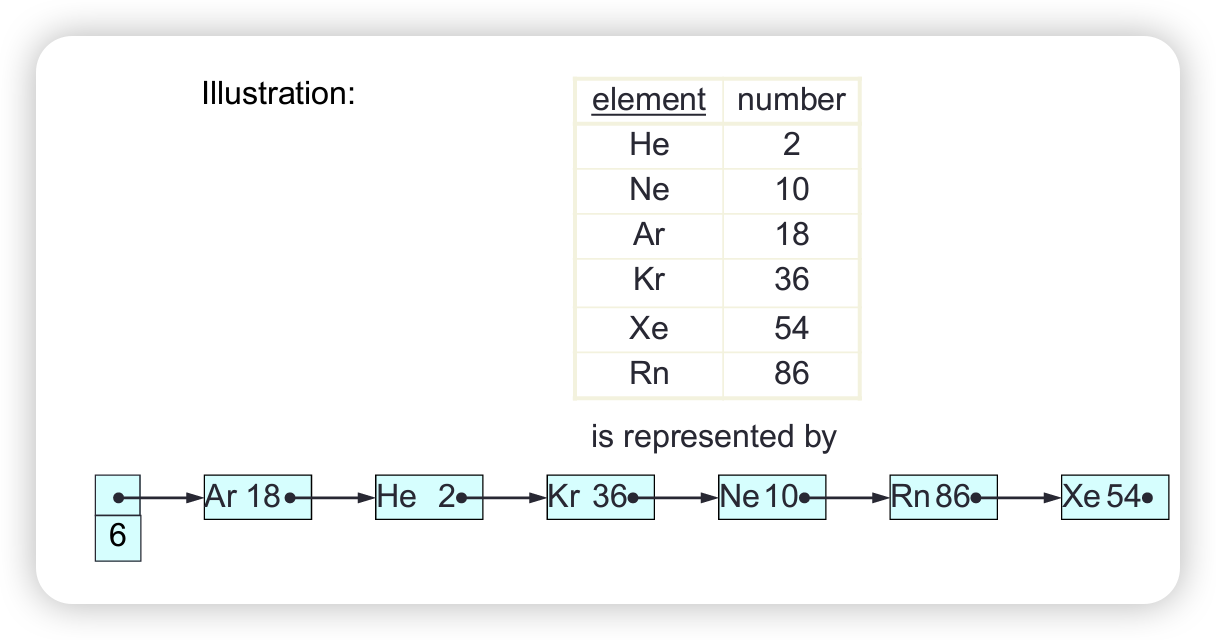 Illustration:
element number
He 2
Ne 10
Ar 18
Kr 36
Xe 54
Rn 86
is represented by
Ar 18 He 2 Kr 36 Ne 10 Rn 86 Xe 54
6